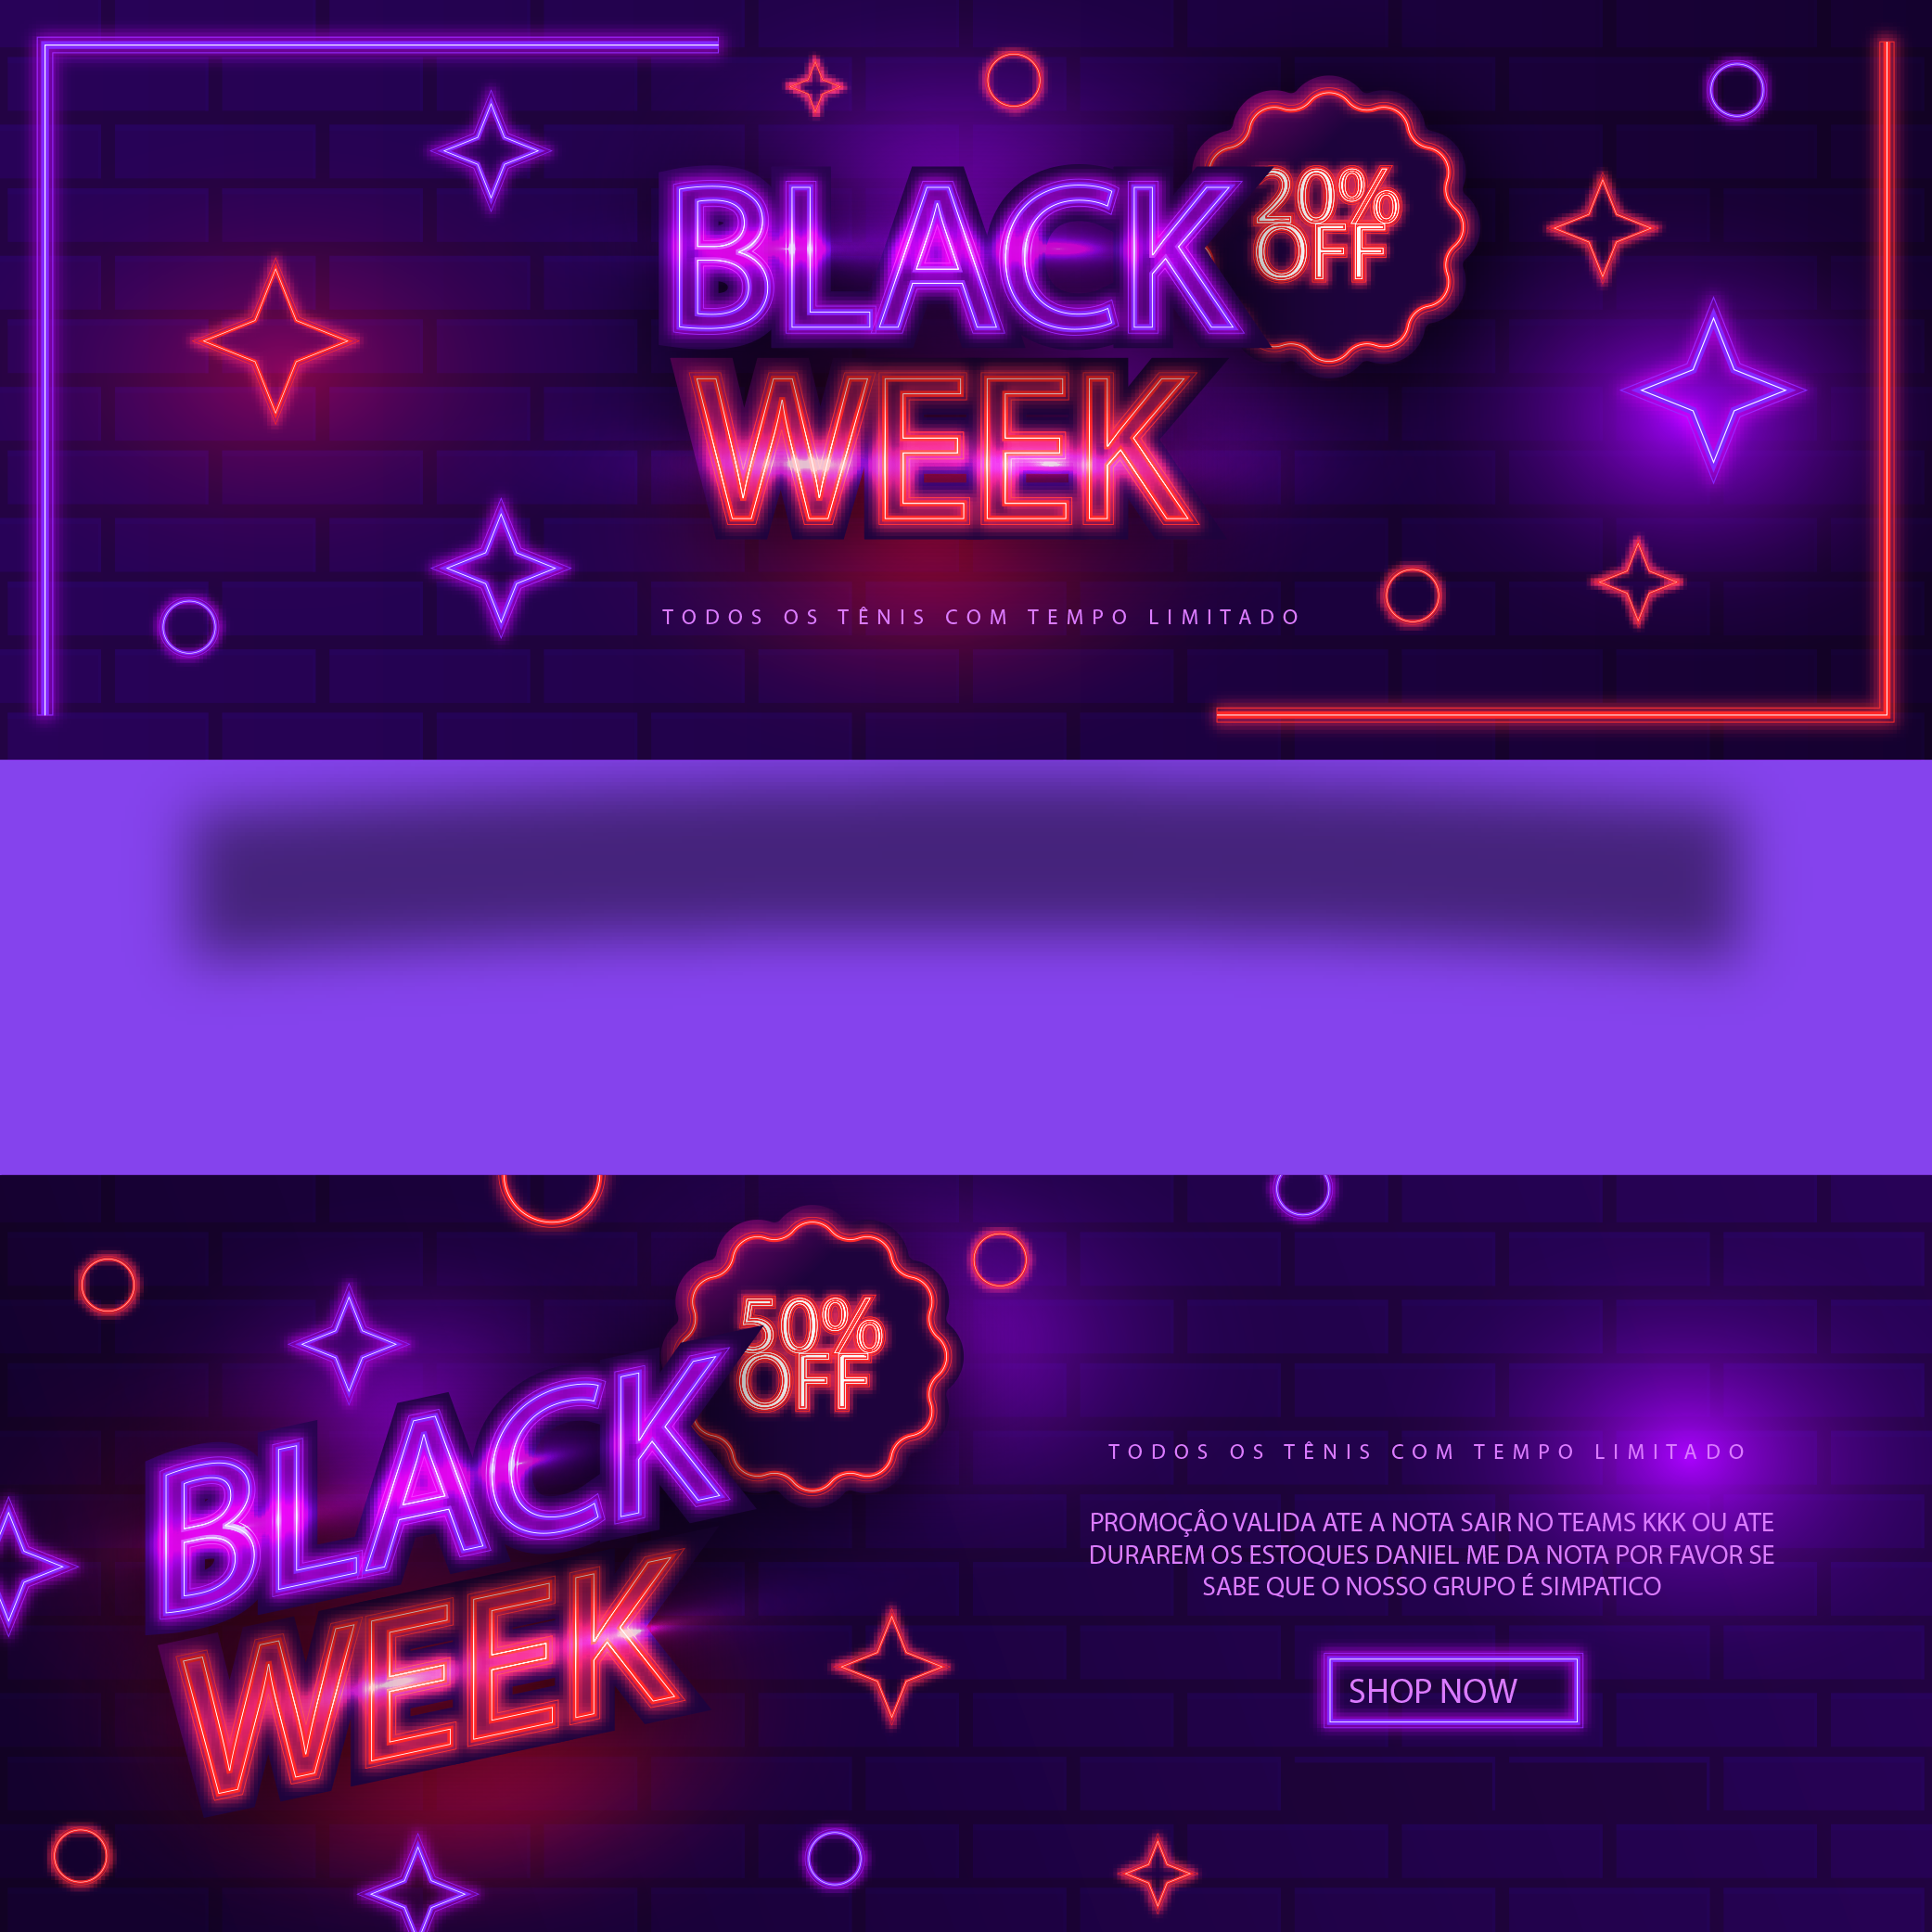 BLACK
20%
OFF
WEEK
TODOS OS TÊNIS COM TEMPO LIMITADO
50%
OFF
BLACK
WEEK
TODOS OS TÊNIS COM TEMPO LIMITADO
PROMOÇÂO VALIDA ATE A NOTA SAIR NO TEAMS KKK OU ATE
DURAREM OS ESTOQUES DANIEL ME DA NOTA POR FAVOR SE
SABE QUE O NOSSO GRUPO É SIMPATICO
SHOP NOW